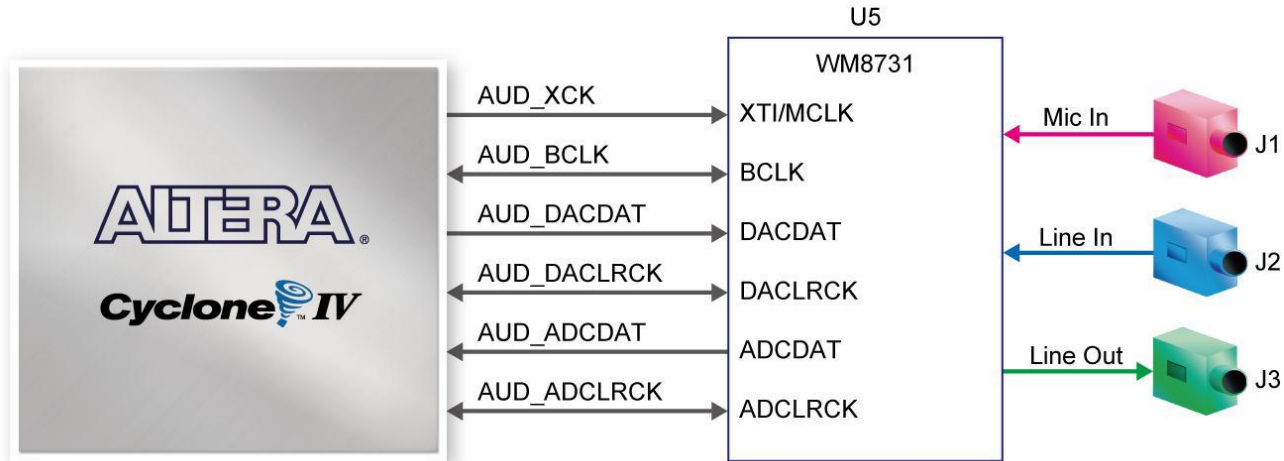 U5
WM8731
ALTERA®
Cyclone™ IV
AUD_XCK
AUD_BCLK
AUD_DACDAT
AUD_DACLRCK
AUD_ADCDAT
AUD_ADCLRCK
XTI/MCLK
BCLK
DACDAT
DACLRCK
ADCDAT
ADCLRCK
Mic In
J1
Line In
J2
Line Out
J3